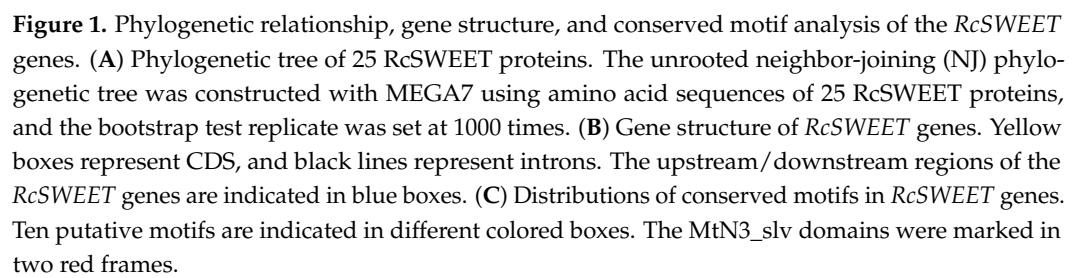 Figure 1. Phylogenetic relationship, gene structure, and conserved motif analysis of the RcSWEET
genes. (A) Phylogenetic tree of 25 RcSWEET proteins. The unrooted neighbor-joining (NJ) phylo-
genetic tree was constructed with MEGA7 using amino acid sequences of 25 RcSWEET proteins,
and the bootstrap test replicate was set at 1000 times. (B) Gene structure of RcSWEET genes. Yellow
boxes represent CDS, and black lines represent introns. The upstream/downstream regions of the
RcSWEET genes are indicated in blue boxes. (C) Distributions of conserved motifs in RcSWEET genes.
Ten putative motifs are indicated in different colored boxes. The MtN3_slv domains were marked in
two red frames.